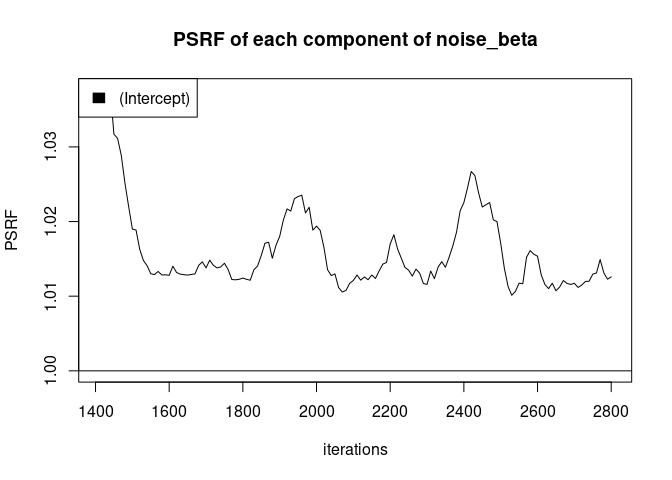 PSRF of each component of noise_beta
(Intercept)
PSRF
1.03
1.02
1.01
1.00
1400 1600 1800 2000 2200 2400 2600 2800
iterations